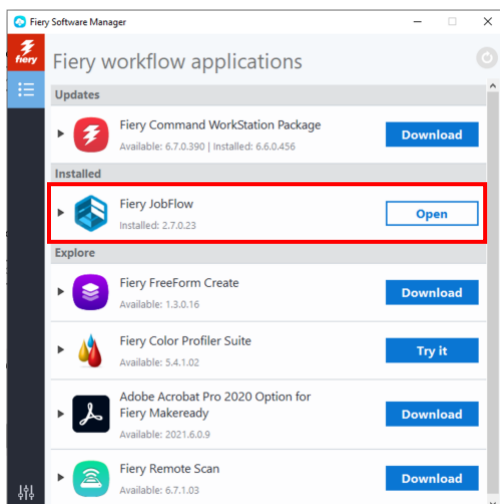 Fiery Software Manager
fiery
Fiery workflow applications
Updates
Fiery Command WorkStation Package
Available: 6.7.0.390 | Installed: 6.6.0.456
Download
Installed
Fiery JobFlow
Installed: 2.7.0.23
Open
Explore
Fiery FreeForm Create
Available: 1.3.0.16
Download
Fiery Color Profiler Suite
Available: 5.4.1.02
Try it
Adobe Acrobat Pro 2020 Option for
Fiery Makeready
Available: 2021.6.0.9
Download
Fiery Remote Scan
Available: 6.7.1.03
Download